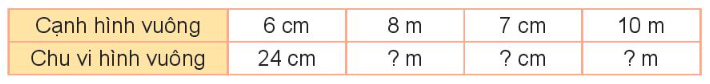 Cạnh hình vuông 6 cm 8 m 7 cm 10 m
Chu vi hình vuông 24 cm ? m ? cm ? m